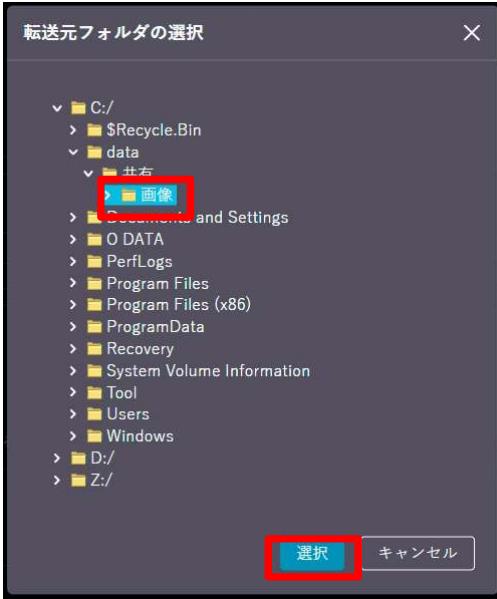 転送元フォルダの選択
C:/
$Recycle.Bin
data
共有
画像
Documents and Settings
O DATA
PerfLogs
Program Files
Program Files (x86)
ProgramData
Recovery
System Volume Information
Tool
Users
Windows
D:/
Z:/
選択 キャンセル